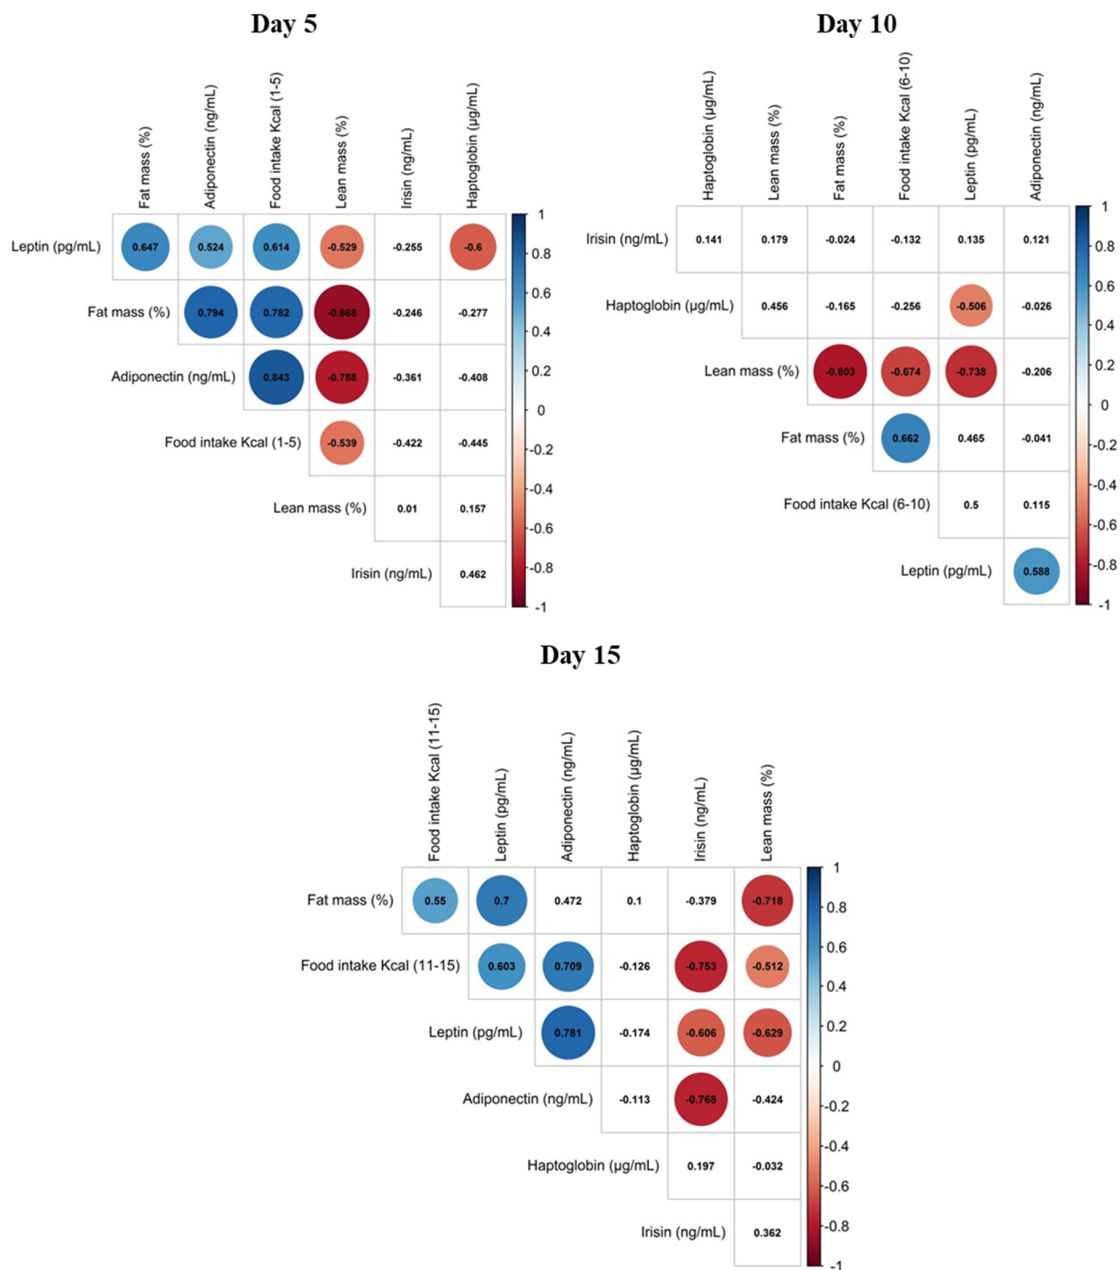 Day 5
Fat mass (%)
Adiponectin (ng/mL)
Food intake Kcal (1-5)
Lean mass (%)
Irisin (ng/mL)
Haptoglobin (µg/mL)
Leptin (pg/mL) 0.647 0.524 0.614 -0.529 -0.255 -0.6
Fat mass (%) 0.794 0.782 -0.868 -0.246 -0.277
Adiponectin (ng/mL) 0.843 -0.788 -0.361 -0.408
Food intake Kcal (1-5) -0.539 -0.422 -0.445
Lean mass (%) 0.01 0.157
Irisin (ng/mL) 0.462
1
0.8
0.6
0.4
0.2
0
-0.2
-0.4
-0.6
-0.8
-1
Day 10
Haptoglobin (µg/mL)
Lean mass (%)
Fat mass (%)
Food intake Kcal (6-10)
Leptin (pg/mL)
Adiponectin (ng/mL)
Irisin (ng/mL) 0.141 0.179 -0.024 -0.132 0.135 0.121
Haptoglobin (µg/mL) 0.456 -0.165 -0.256 -0.506 -0.026
Lean mass (%) -0.803 -0.674 -0.738 -0.206
Fat mass (%) 0.662 0.465 -0.041
Food intake Kcal (6-10) 0.5 0.115
Leptin (pg/mL) 0.588
1
0.8
0.6
0.4
0.2
0
-0.2
-0.4
-0.6
-0.8
-1
Day 15
Food intake Kcal (11-15)
Leptin (pg/mL)
Adiponectin (ng/mL)
Haptoglobin (µg/mL)
Irisin (ng/mL)
Lean mass (%)
Fat mass (%) 0.55 0.7 0.472 0.1 -0.379 -0.718
Food intake Kcal (11-15) 0.603 0.709 -0.126 -0.753 -0.512
Leptin (pg/mL) 0.781 -0.174 -0.606 -0.629
Adiponectin (ng/mL) -0.113 -0.768 -0.424
Haptoglobin (µg/mL) 0.197 -0.032
Irisin (ng/mL) 0.362
1
0.8
0.6
0.4
0.2
0
-0.2
-0.4
-0.6
-0.8
-1